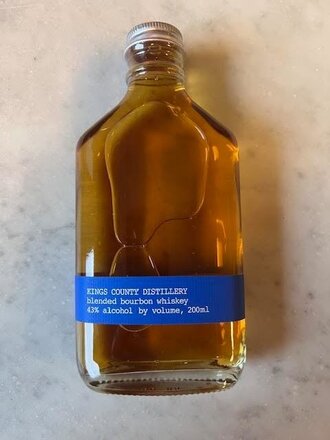 KINGS COUNTY DISTILLERY
blended bourbon whiskey
43% alcohol by volume, 200ml